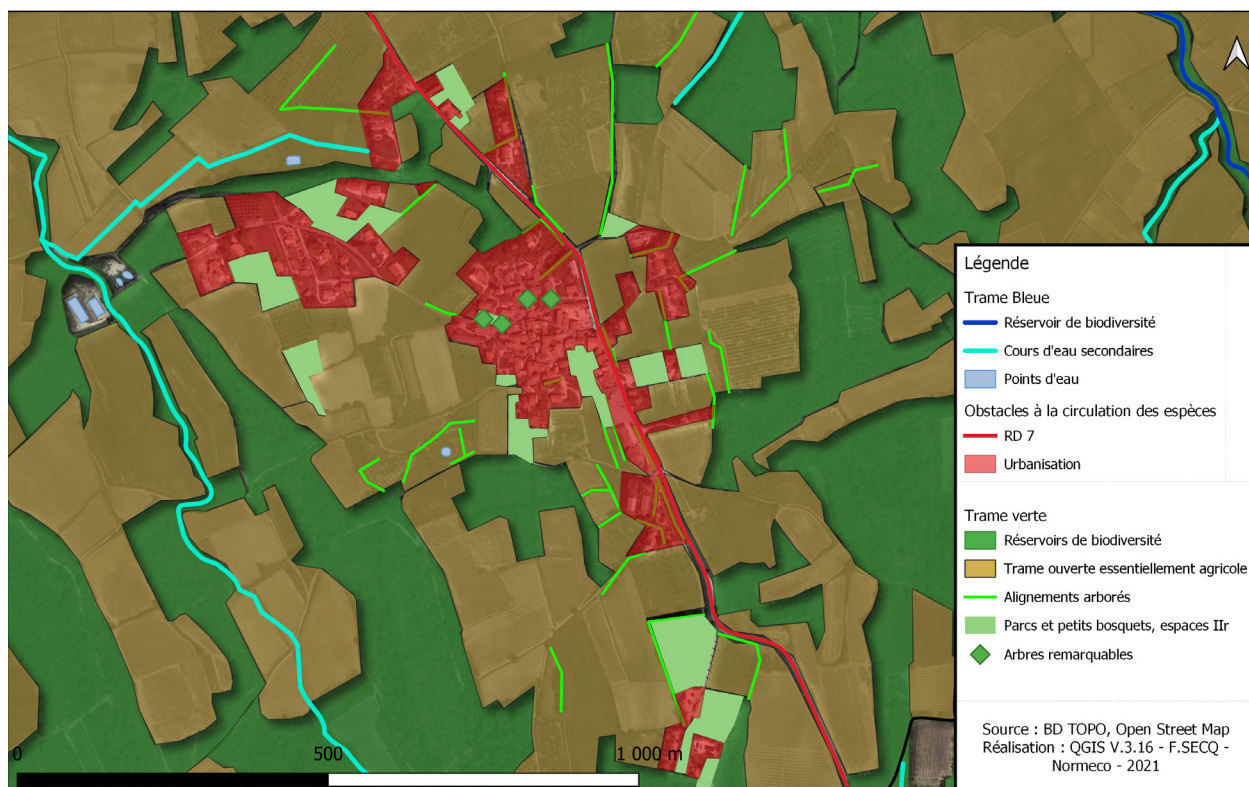 Légende
Trame Bleue
Réservoir de biodiversité
Cours d'eau secondaires
Points d'eau
Obstacles à la circulation des espèces
RD 7
Urbanisation
Trame verte
Réservoirs de biodiversité
Trame ouverte essentiellement agricole
Alignements arborés
Parcs et petits bosquets, espaces IIr
Arbres remarquables
Source : BD TOPO, Open Street Map
Réalisation : QGIS V.3.16 - F.SECQ -
Normeco - 2021
0 500 1 000 m